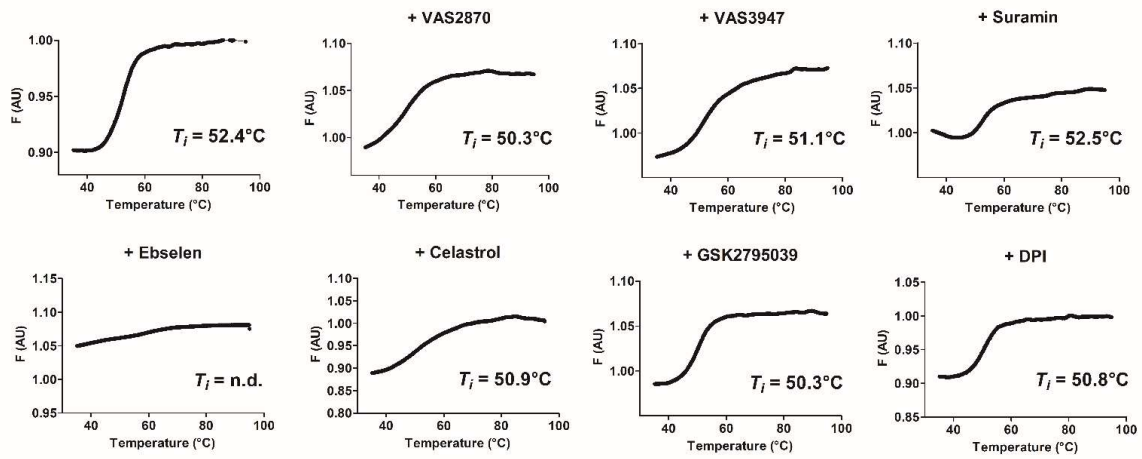 + VAS2870
+ VAS3947
+ Suramin
1.00
0.95
0.90
F (AU)
Ti = 52.4°C
40 60 80 100
Temperature (°C)
1.10
1.05
1.00
F (AU)
Ti = 50.3°C
40 60 80 100
Temperature (°C)
1.10
1.05
1.00
F (AU)
Ti = 51.1°C
40 60 80 100
Temperature (°C)
1.10
1.05
1.00
F (AU)
Ti = 52.5°C
40 60 80 100
Temperature (°C)
+ Ebselen
+ Celastrol
+ GSK2795039
+ DPI
1.15
1.10
1.05
1.00
0.95
F (AU)
Ti = n.d.
40 60 80 100
Temperature (°C)
1.10
1.05
1.00
0.95
0.90
0.85
0.80
F (AU)
Ti = 50.9°C
40 60 80 100
Temperature (°C)
1.10
1.05
1.00
F (AU)
Ti = 50.3°C
40 60 80 100
Temperature (°C)
1.05
1.00
0.95
0.90
0.85
F (AU)
Ti = 50.8°C
40 60 80 100
Temperature (°C)